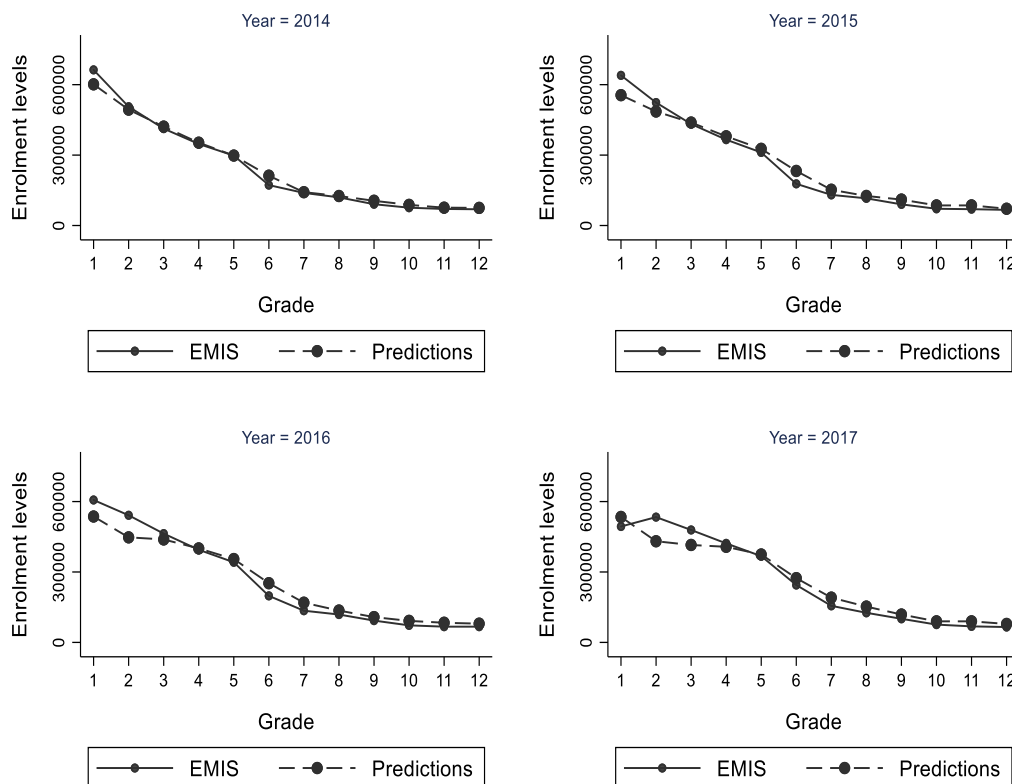 Year = 2014
Enrolment levels
600000
300000
0
1 2 3 4 5 6 7 8 9 10 11 12
Grade
EMIS Predictions
Year = 2015
Enrolment levels
600000
300000
0
1 2 3 4 5 6 7 8 9 10 11 12
Grade
EMIS Predictions
Year = 2016
Enrolment levels
600000
300000
0
1 2 3 4 5 6 7 8 9 10 11 12
Grade
EMIS Predictions
Year = 2017
Enrolment levels
600000
300000
0
1 2 3 4 5 6 7 8 9 10 11 12
Grade
EMIS Predictions